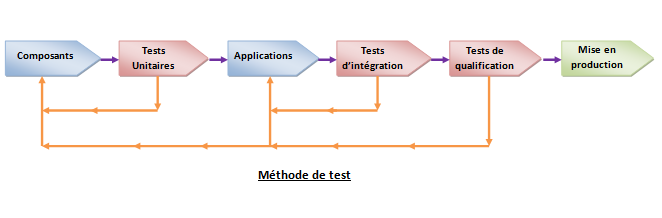 Composants
Tests
Unitaires
Applications
Tests
d'intégration
Tests de
qualification
Mise en
production
Méthode de test